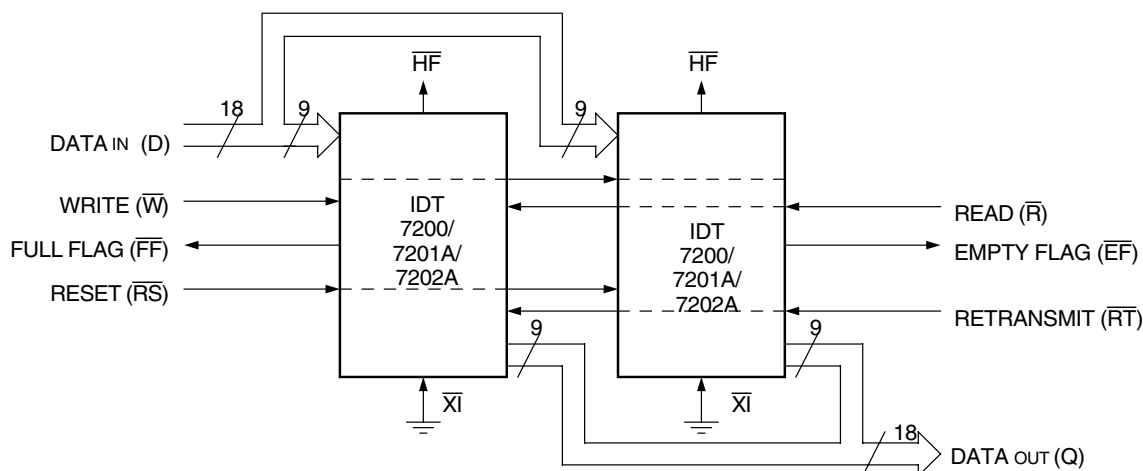 HF
HF
18
9
9
DATA IN (D)
WRITE (W)
FULL FLAG (FF)
RESET (RS)
IDT
7200/
7201A/
7202A
IDT
7200/
7201A/
7202A
READ (R)
EMPTY FLAG (EF)
RETRANSMIT (RT)
9
9
XI
XI
18
DATA OUT (Q)